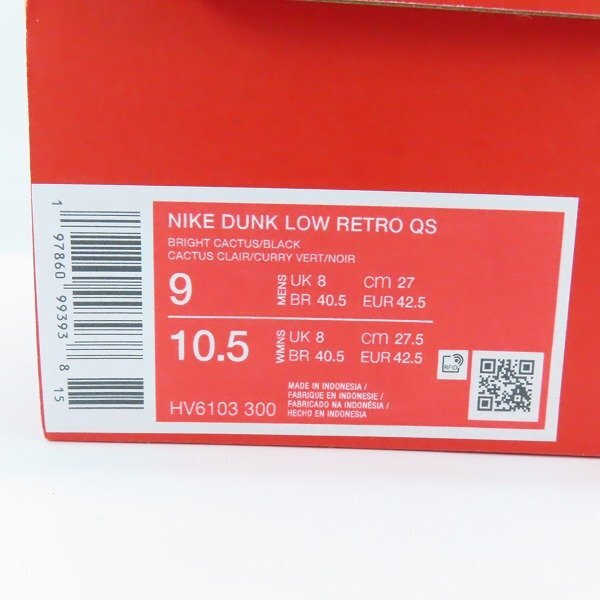 NIKE DUNK LOW RETRO QS
BRIGHT CACTUS/BLACK
CACTUS CLAIR/CURRY VERT/NOIR
9 MENS UK 8 cm 27
BR 40.5 EUR 42.5
10.5 WMNS UK 8 cm 27.5
BR 40.5 EUR 42.5
RFID
MADE IN INDONESIA /
FABRIQUE EN INDONESIE /
FABRICADO NA INDONÉSIA /
HECHO EN INDONESIA
HV6103 300
1 97860 99393 8 15